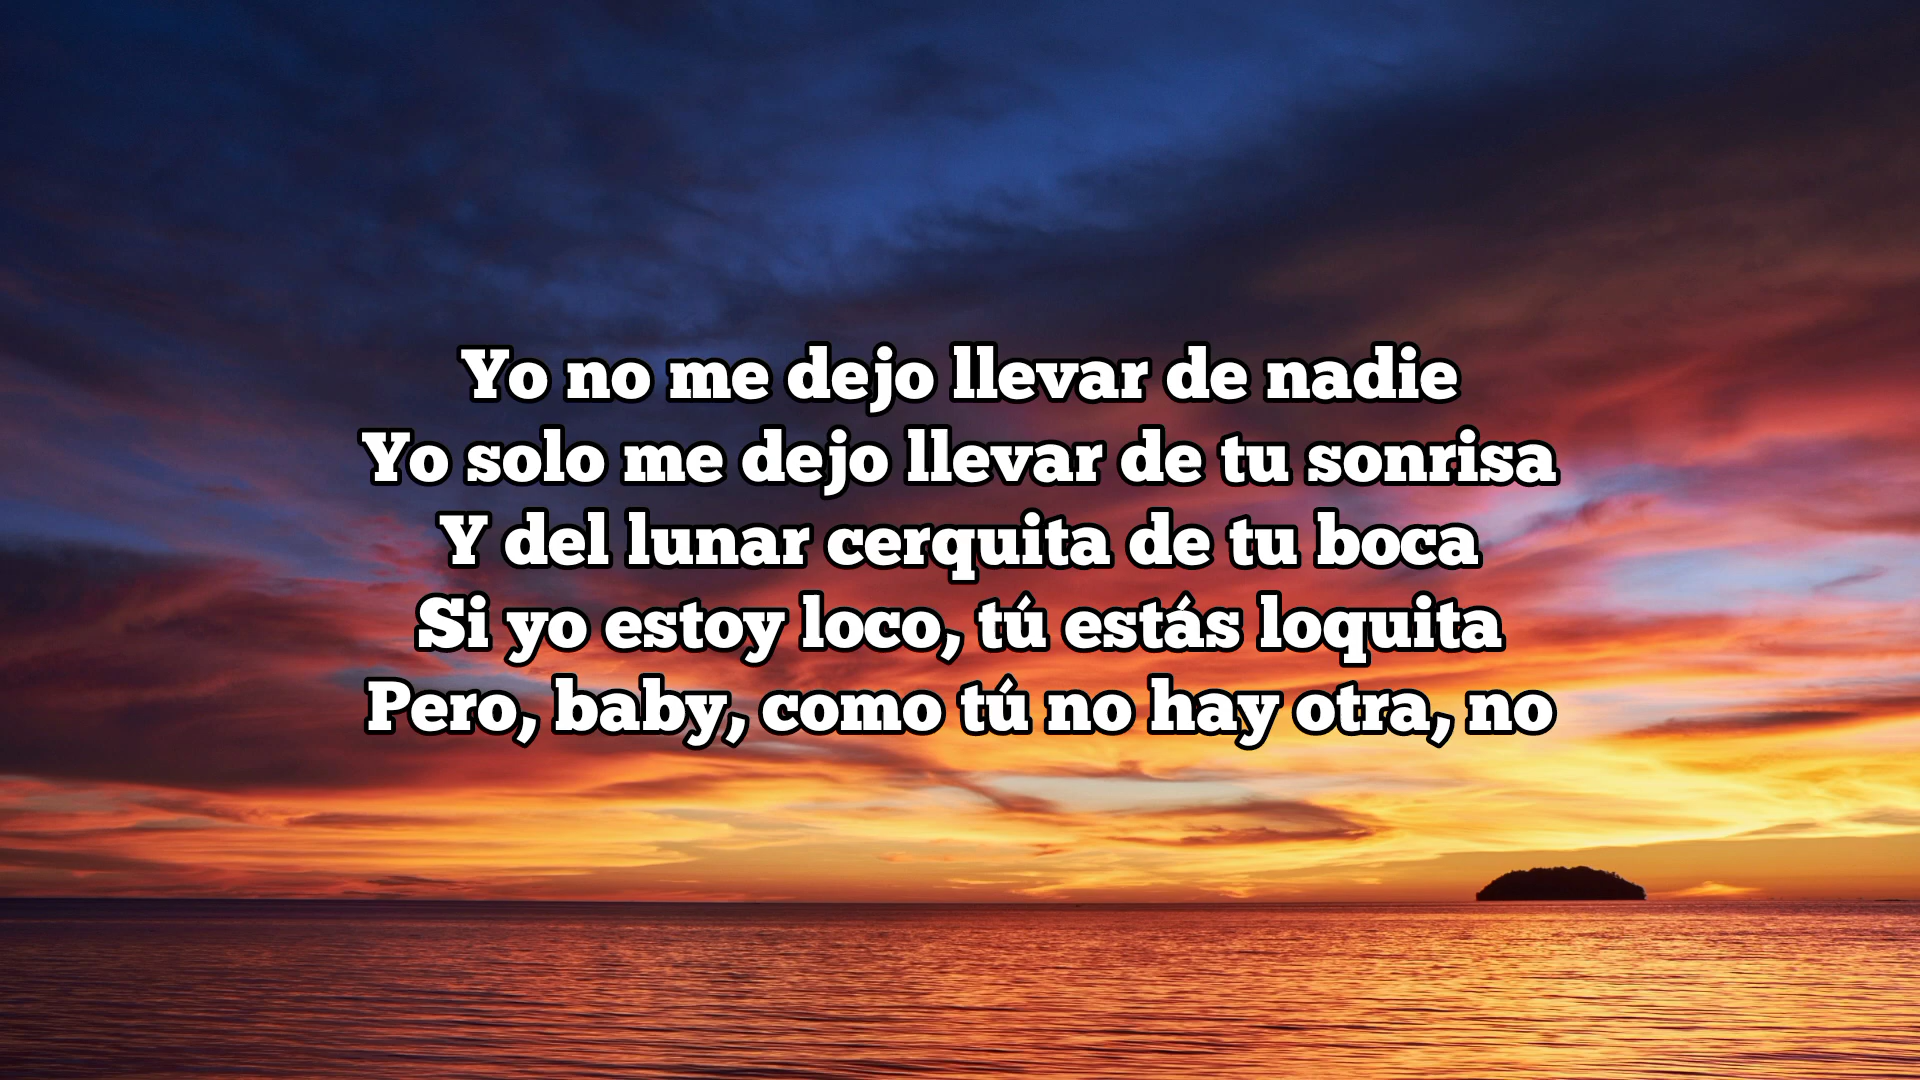 Yo no me dejo llevar de nadie
Yo solo me dejo llevar de tu sonrisa
Y del lunar cerquita de tu boca
Si yo estoy loco, tú estás loquita
Pero, baby, como tú no hay otra, no